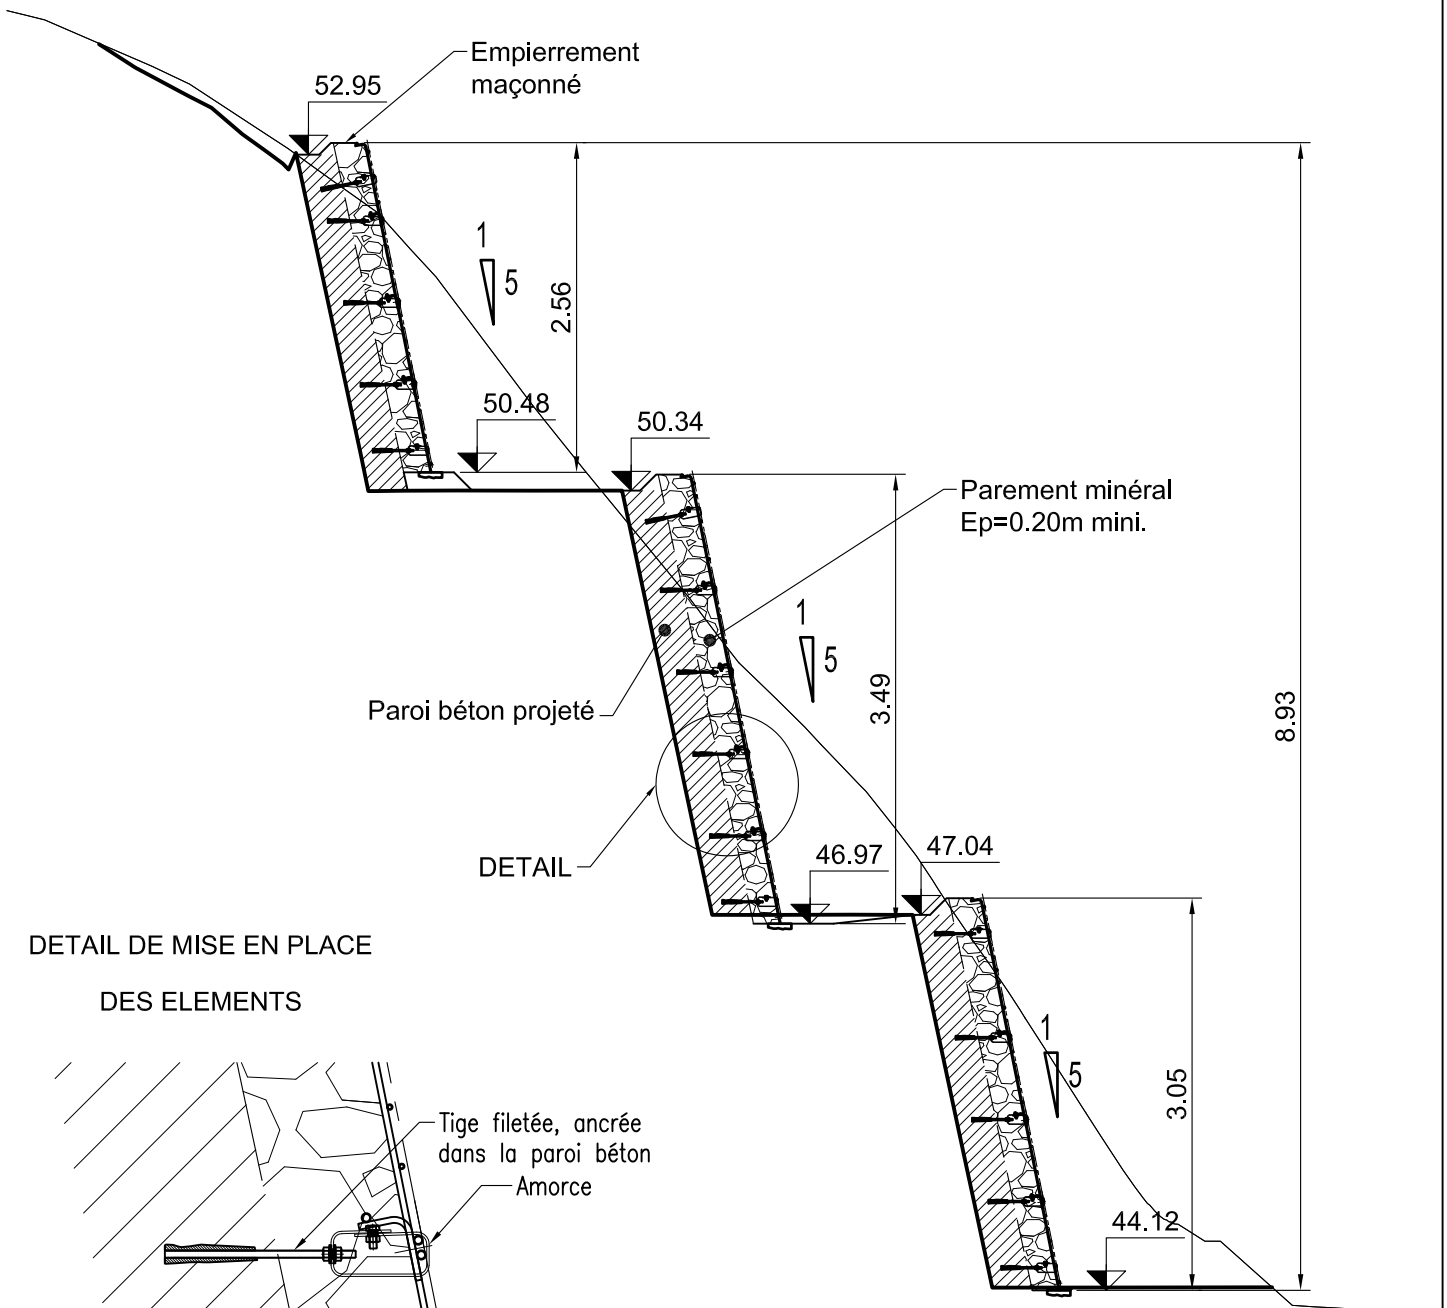 Empierrement
maçonné
52.95
1
5
2.56
50.48
50.34
Parement minéral
Ep=0.20m mini.
1
5
3.49
8.93
Paroi béton projeté
DETAIL
46.97
47.04
DETAIL DE MISE EN PLACE
DES ELEMENTS
1
5
3.05
Tige filetée, ancrée
dans la paroi béton
Amorce
44.12